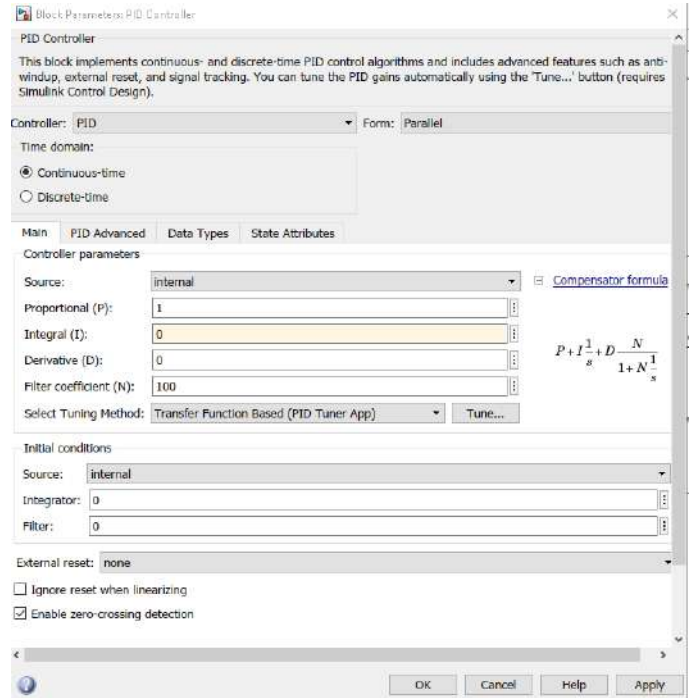 Block Parameters: PID Controller
PID Controller
This block implements continuous- and discrete-time PID control algorithms and includes advanced features such as anti-
windup, external reset, and signal tracking. You can tune the PID gains automatically using the 'Tune...' button (requires
Simulink Control Design).
Controller: PID Form: Parallel
Time domain:
Continuous-time
Discrete-time
Main PID Advanced Data Types State Attributes
Controller parameters
Source: internal Compensator formula
Proportional (P): 1
Integral (I): 0
Derivative (D): 0
P+I 1/s +D N/(1+N 1/s)
Filter coefficient (N): 100
Select Tuning Method: Transfer Function Based (PID Tuner App) Tune...
Initial conditions
Source: internal
Integrator: 0
Filter: 0
External reset: none
Ignore reset when linearizing
Enable zero-crossing detection
OK Cancel Help Apply